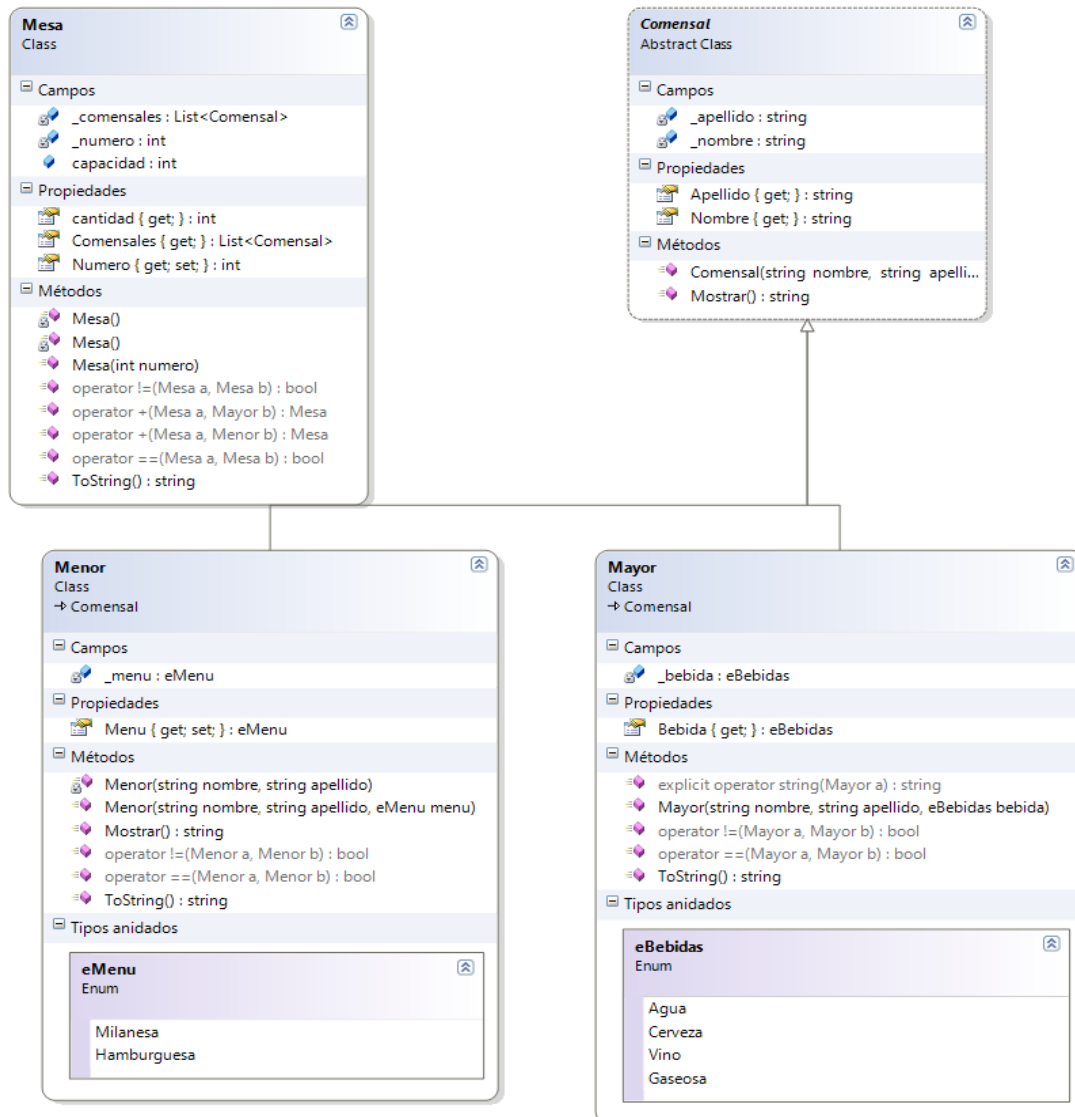 Mesa
Class
Campos
_comensales : List<Comensal>
_numero : int
capacidad : int
Propiedades
cantidad { get; } : int
Comensales { get; } : List<Comensal>
Numero { get; set; } : int
Métodos
Mesa()
Mesa()
Mesa(int numero)
operator !=(Mesa a, Mesa b) : bool
operator +(Mesa a, Mayor b) : Mesa
operator +(Mesa a, Menor b) : Mesa
operator ==(Mesa a, Mesa b) : bool
ToString() : string
Comensal
Abstract Class
Campos
_apellido : string
_nombre : string
Propiedades
Apellido { get; } : string
Nombre { get; } : string
Métodos
Comensal(string nombre, string apelli...
Mostrar() : string
Menor
Class
Comensal
Campos
_menu : eMenu
Propiedades
Menu { get; set; } : eMenu
Métodos
Menor(string nombre, string apellido)
Menor(string nombre, string apellido, eMenu menu)
Mostrar() : string
operator !=(Menor a, Menor b) : bool
operator ==(Menor a, Menor b) : bool
ToString() : string
Tipos anidados
eMenu
Enum
Milanesa
Hamburguesa
Mayor
Class
Comensal
Campos
_bebida : eBebidas
Propiedades
Bebida { get; } : eBebidas
Métodos
explicit operator string(Mayor a) : string
Mayor(string nombre, string apellido, eBebidas bebida)
operator !=(Mayor a, Mayor b) : bool
operator ==(Mayor a, Mayor b) : bool
ToString() : string
Tipos anidados
eBebidas
Enum
Agua
Cerveza
Vino
Gaseosa